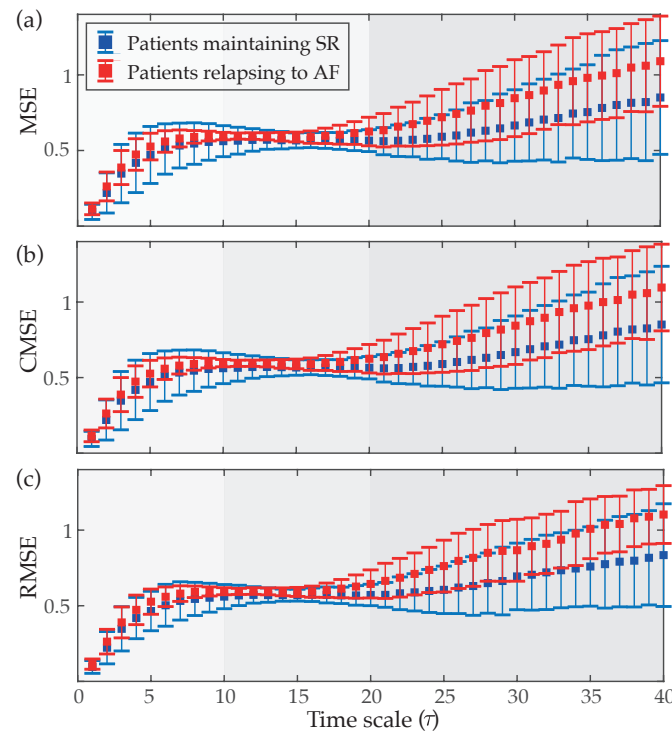 (a)
MSE
1
0.5
Patients maintaining SR
Patients relapsing to AF
(b)
CMSE
1
0.5
(c)
RMSE
1
0.5
0 5 10 15 20 25 30 35 40
Time scale (τ)